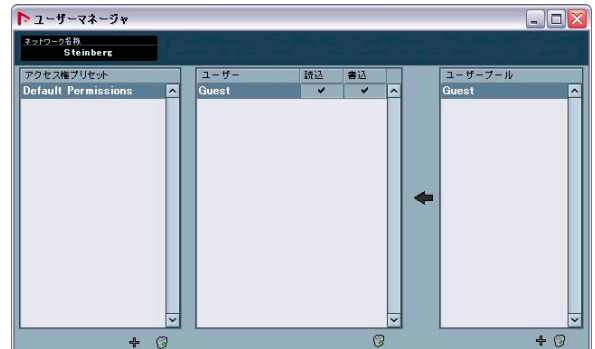 ユーザーマネージャ
ネットワーク名称
Steinberg
アクセス権プリセット
Default Permissions
ユーザー 読込 書込
Guest
ユーザープール
Guest